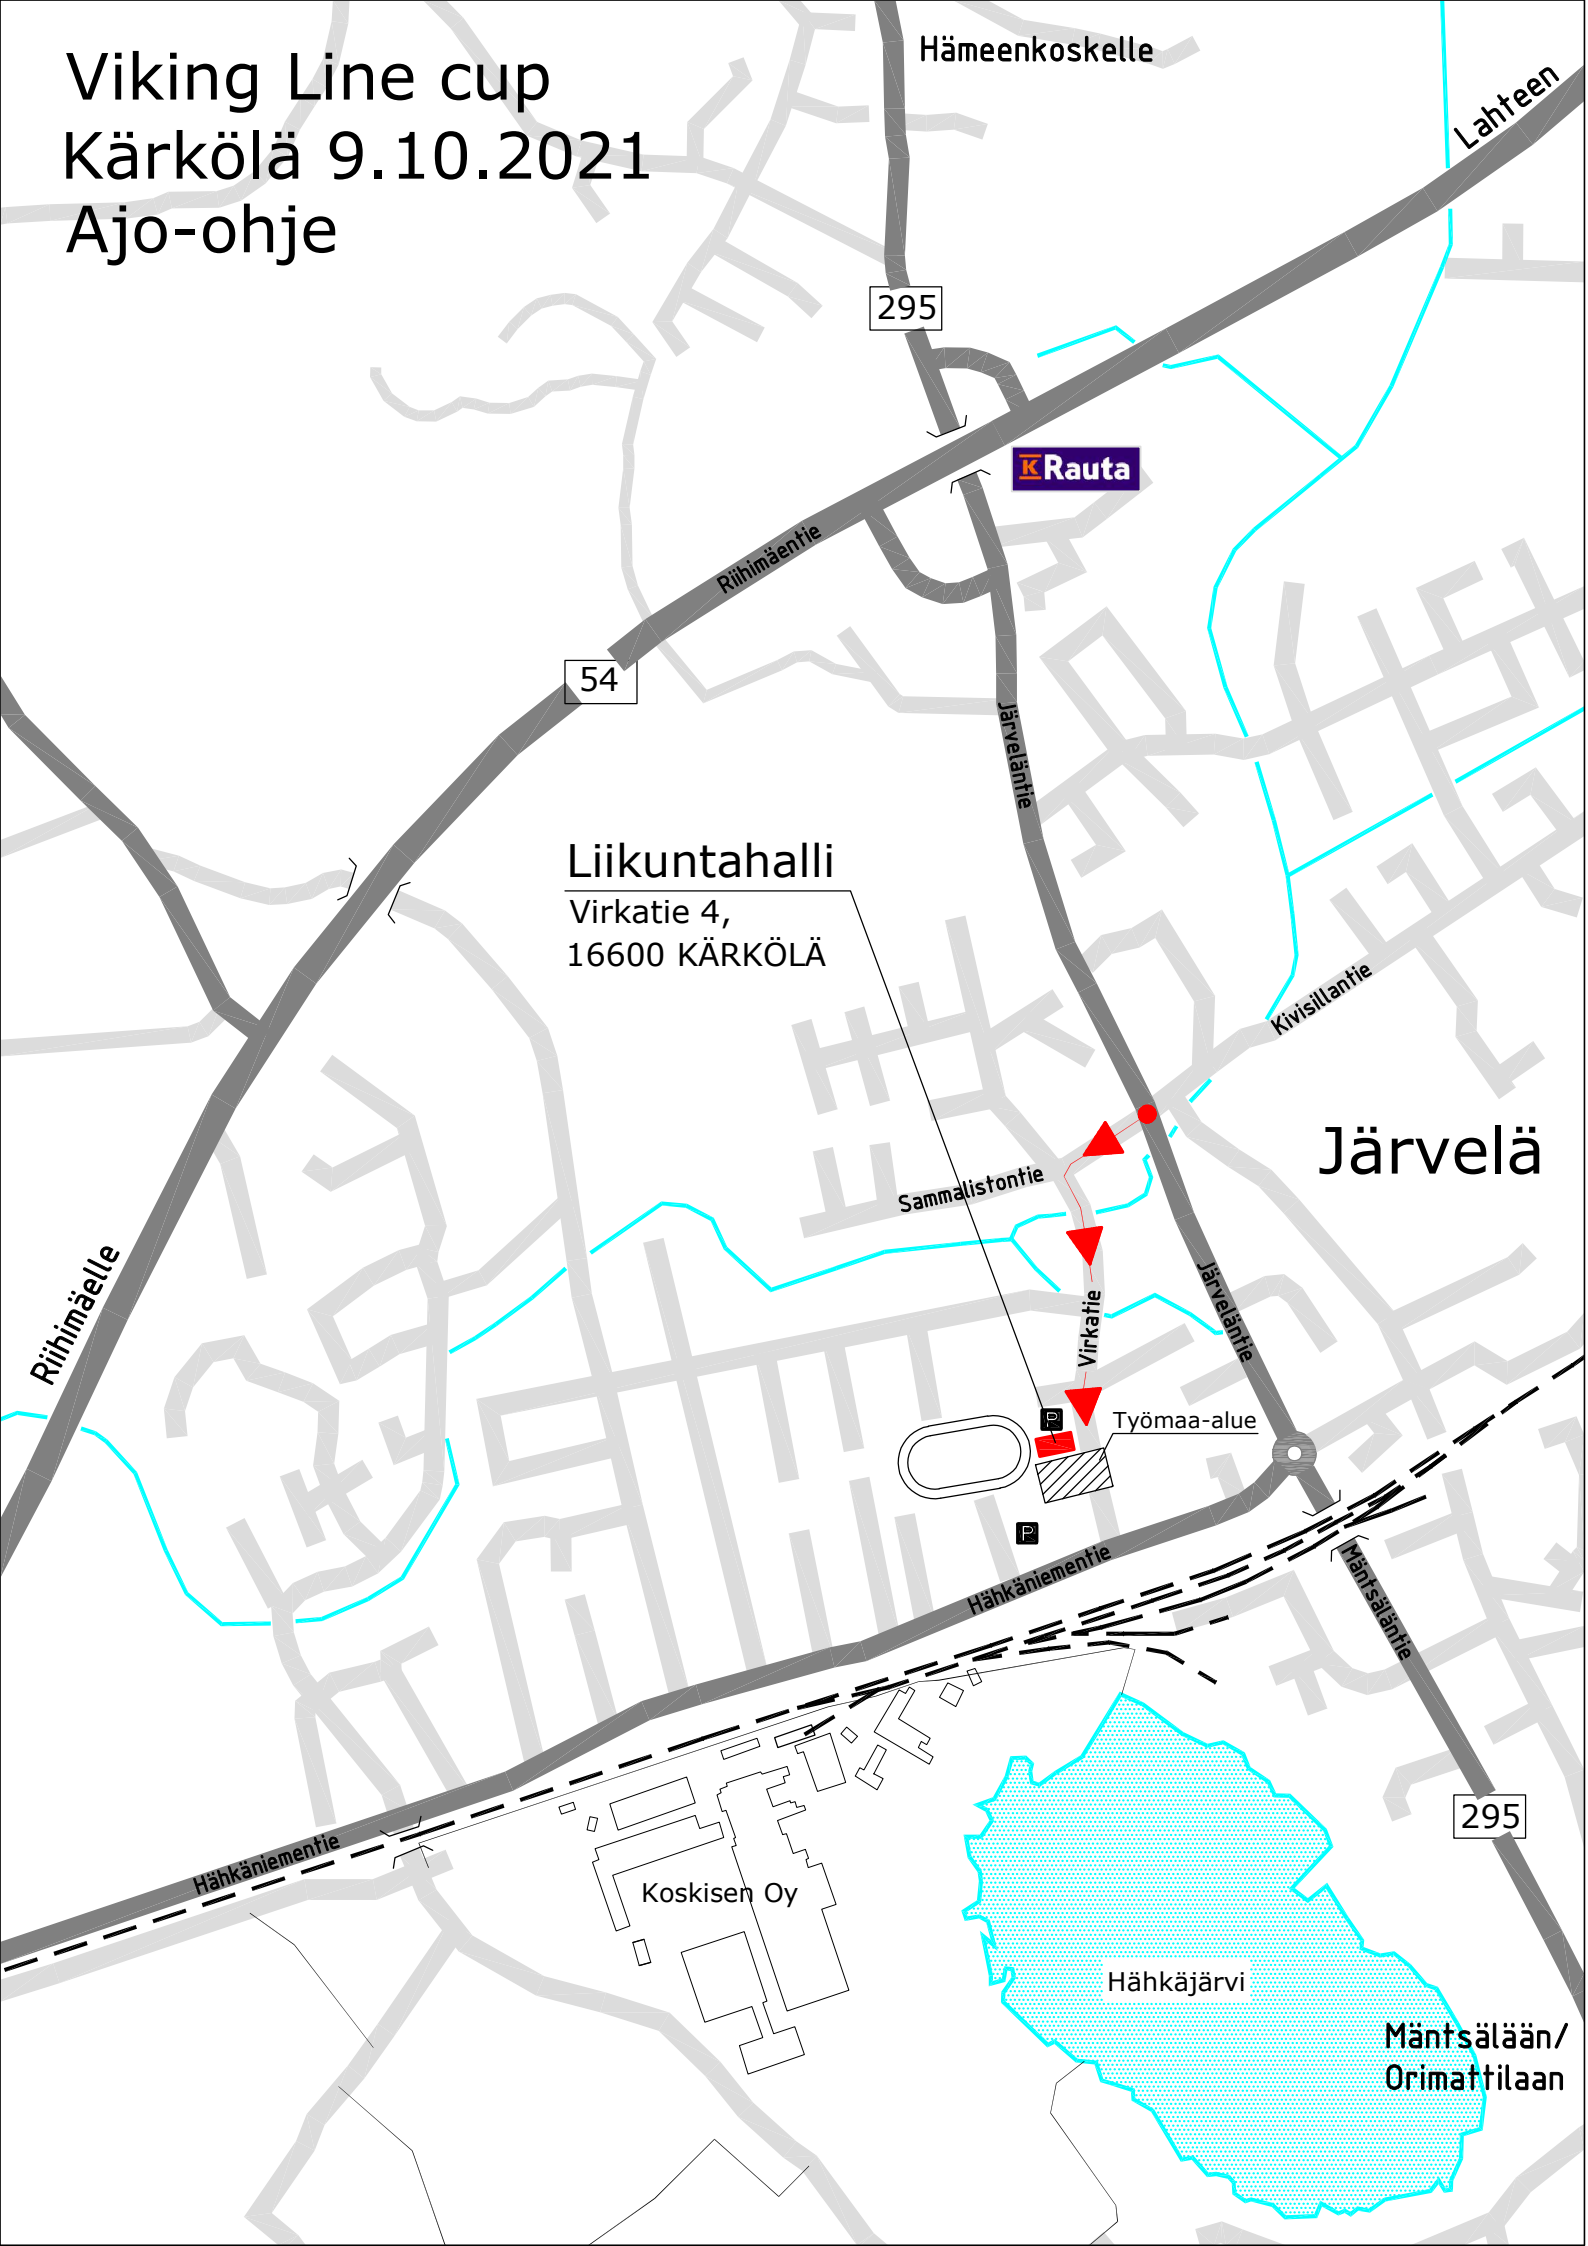 Viking Line cup
Kärkölä 9.10.2021
Ajo-ohje
Hämeenkoskelle
Lahteen
295
K Rauta
Riihimäentie
54
Järveläntie
Liikuntahalli
Virkatie 4,
16600 KÄRKÖLÄ
Kivisillantie
Järvelä
Sammalistontie
Riihimäelle
Järveläntie
Virkatie
P
Työmaa-alue
P
Hähkäniementie
Mäntsäläntie
295
Hähkäniementie
Koskisen Oy
Hähkäjärvi
Mäntsälään/
Orimattilaan